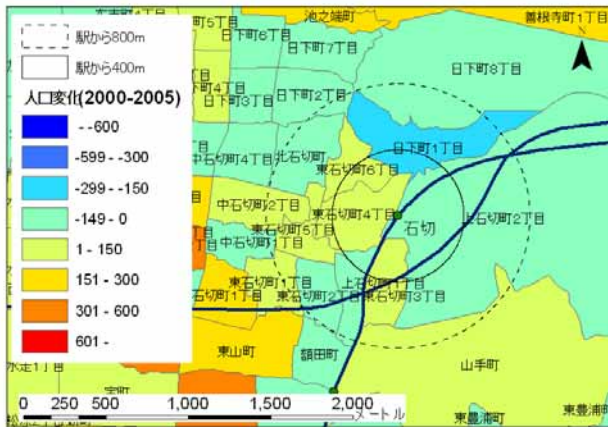 駅から800m
駅から400m
人口変化(2000-2005)
- -600
-599 - -300
-299 - -150
-149 - 0
1 - 150
151 - 300
301 - 600
601 -
池之端町
善根寺町1丁目
N
5丁目
日下町6丁目
日下町7丁目
日下町8丁目
日下町3丁目
日下町2丁目
日下町1丁目
中石切町4丁目
北石切町
東石切町6丁目
中石切町2丁目
東石切町4丁目
石切
上石切町2丁目
東石切町5丁目
中石切町1丁目
東石切町1丁目
上石切町1丁目
石切町1丁目
東石切町2丁目
東石切町3丁目
東山町
額田町
山手町
水走1丁目
宝町
東豊浦町
東豊浦町
0 250 500 1,000 1,500 2,000
メートル